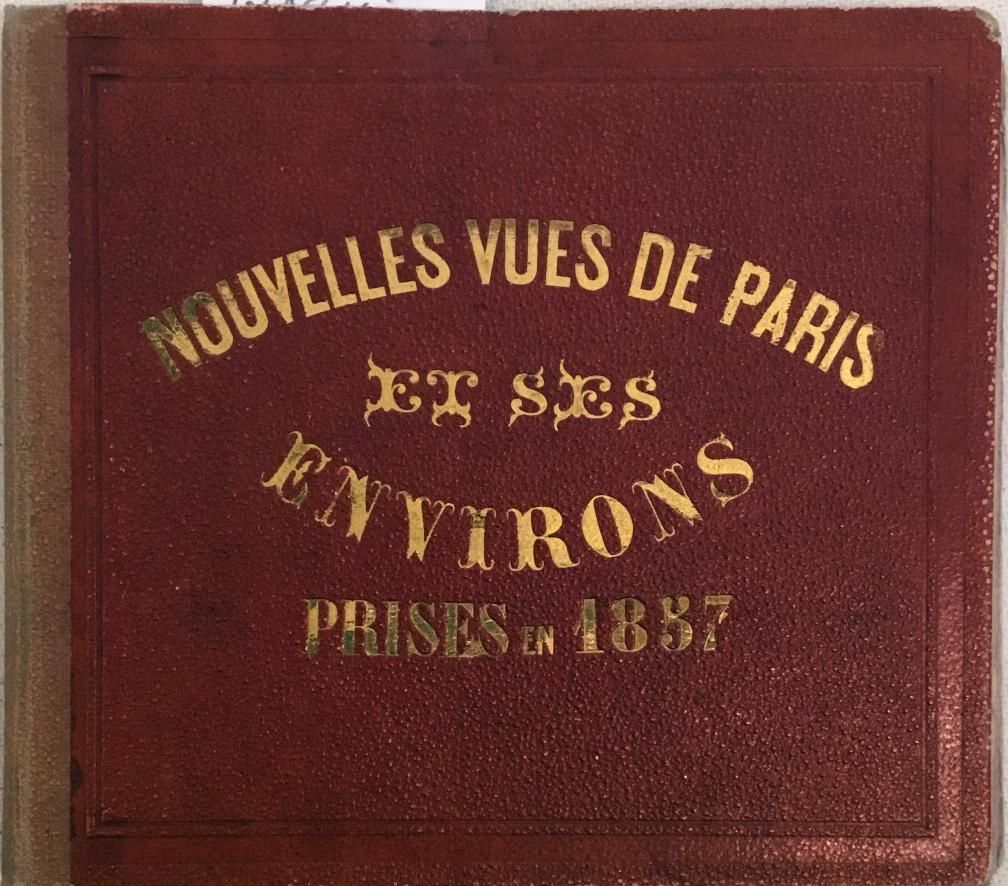 NOUVELLES VUES DE PARIS
ET SES
ENVIRONS
PRISES EN 1857